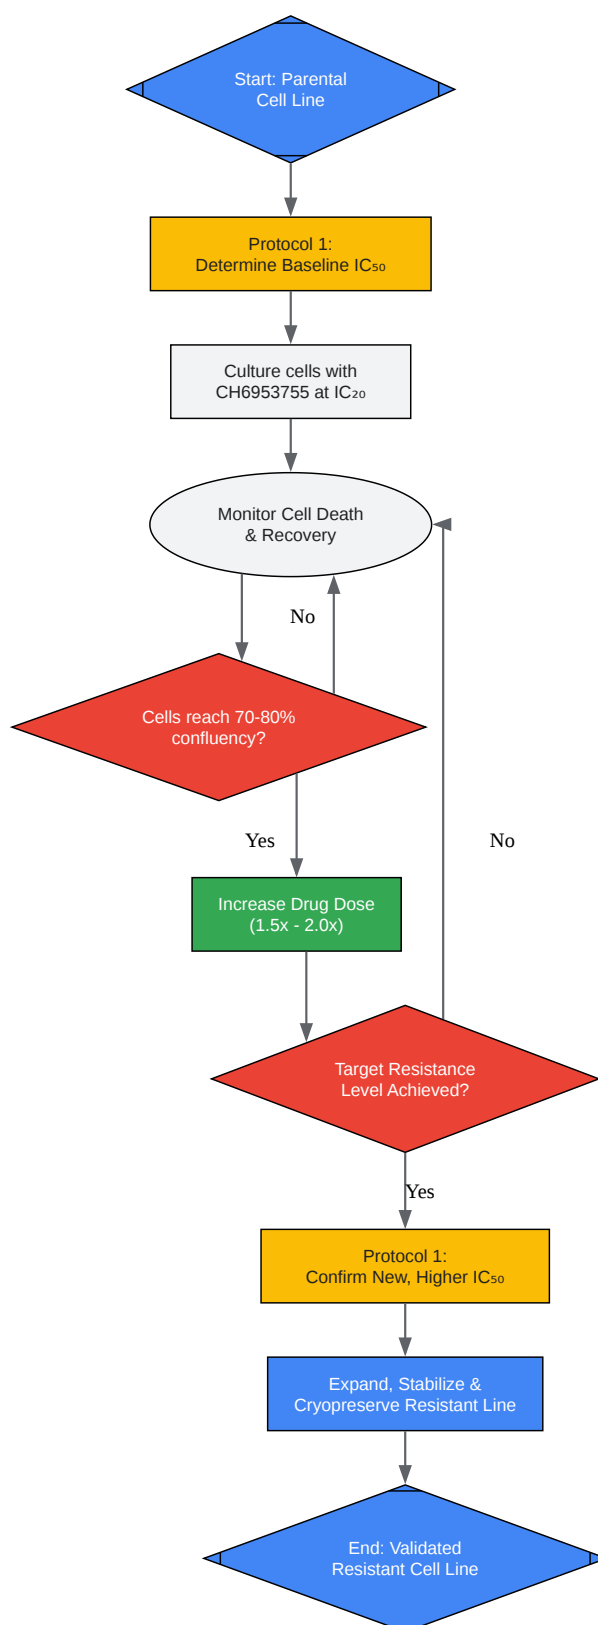 Start: Parental
Cell Line
Protocol 1:
Determine Baseline IC₅₀
Culture cells with
CH6953755 at IC₂₀
Monitor Cell Death
& Recovery
No
Cells reach 70-80%
confluency?
Yes
No
Increase Drug Dose
(1.5x - 2.0x)
Target Resistance
Level Achieved?
Yes
Protocol 1:
Confirm New, Higher IC₅₀
Expand, Stabilize &
Cryopreserve Resistant Line
End: Validated
Resistant Cell Line